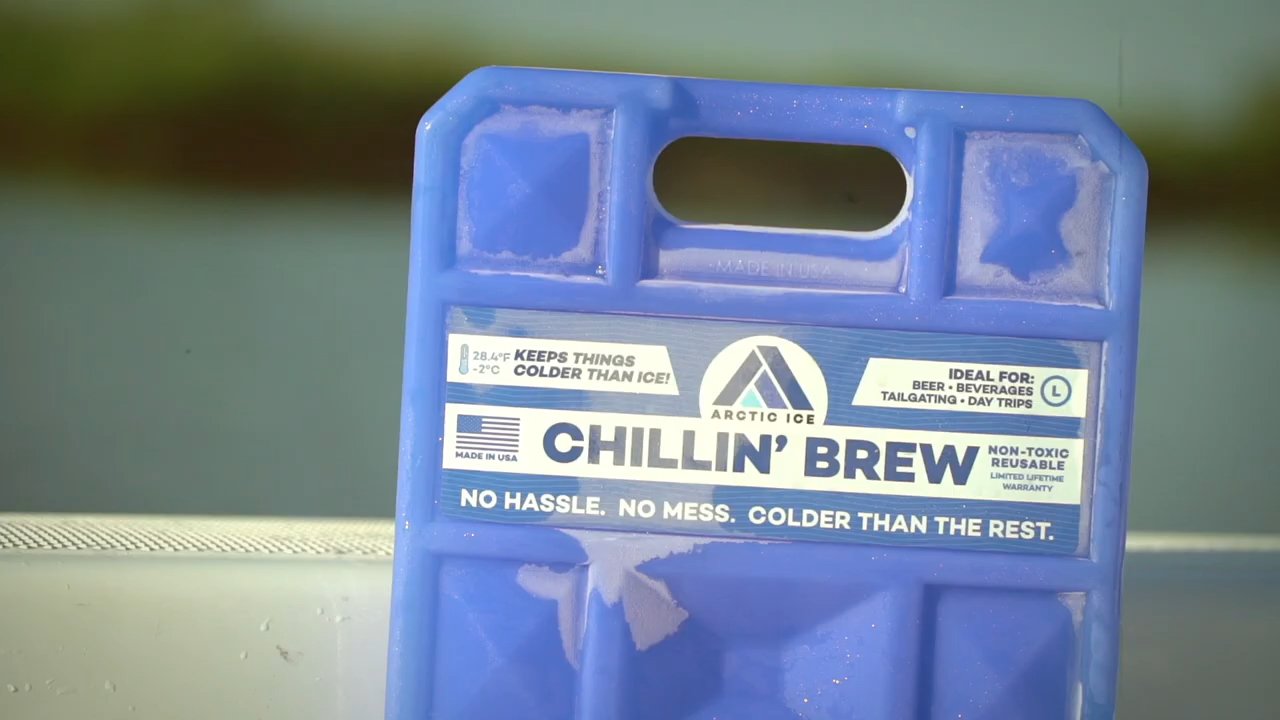 MADE IN USA
28.4°F
-2°C
KEEPS THINGS
COLDER THAN ICE!
ARCTIC ICE
IDEAL FOR:
BEER • BEVERAGES
TAILGATING • DAY TRIPS
L
MADE IN USA
CHILLIN' BREW
NON-TOXIC
REUSABLE
LIMITED LIFETIME
WARRANTY
NO HASSLE. NO MESS. COLDER THAN THE REST.